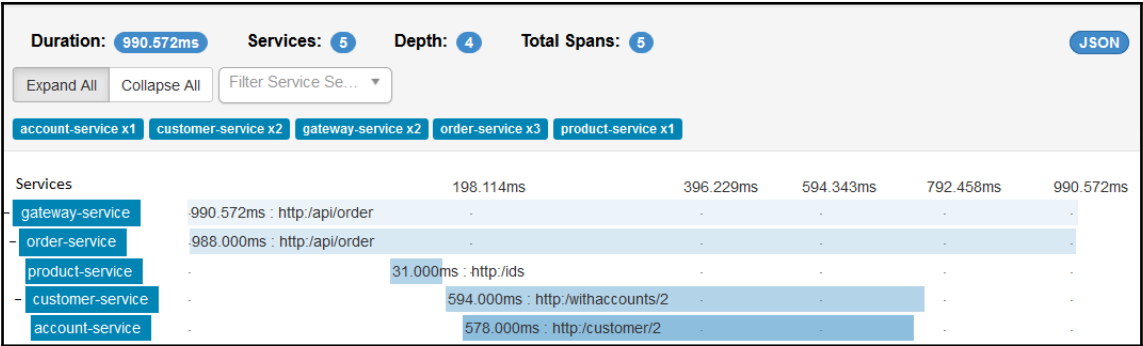 Duration: 990.572ms Services: 5 Depth: 4 Total Spans: 5 JSON
Expand All Collapse All Filter Service Se...
account-service x1 customer-service x2 gateway-service x2 order-service x3 product-service x1
Services 198.114ms 396.229ms 594.343ms 792.458ms 990.572ms
- gateway-service 990.572ms : http:/api/order
- order-service 988.000ms : http:/api/order
product-service 31.000ms : http:/ids
- customer-service 594.000ms : http:/withaccounts/2
account-service 578.000ms : http:/customer/2